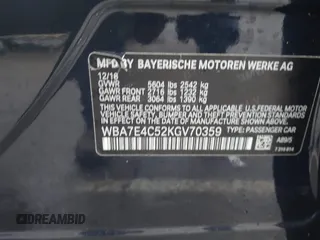 MFD BY BAYERISCHE MOTOREN WERKE AG
12/18
GVWR 5604 lbs 2542 kg
GAWR FRONT 2716 lbs 1232 kg
GAWR REAR 3064 lbs 1390 kg
THIS VEHICLE CONFORMS TO ALL APPLICABLE
FEDERAL MOTOR VEHICLE SAFETY, BUMPER,
AND THEFT PREVENTION STANDARDS IN EFFECT ON
THE DATE OF MANUFACTURE SHOWN ABOVE.
WBA7E4C52KGV70359 TYPE: PASSENGER CAR
A89/5
DREAMBID